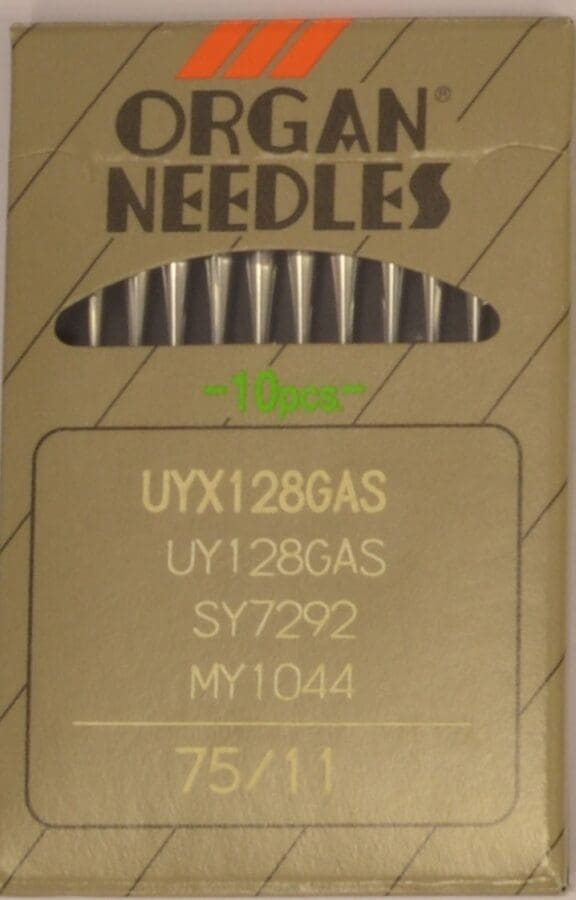 ORGAN®
NEEDLES
-10pcs.-
UYX128GAS
UY128GAS
SY7292
MY1044
75/11